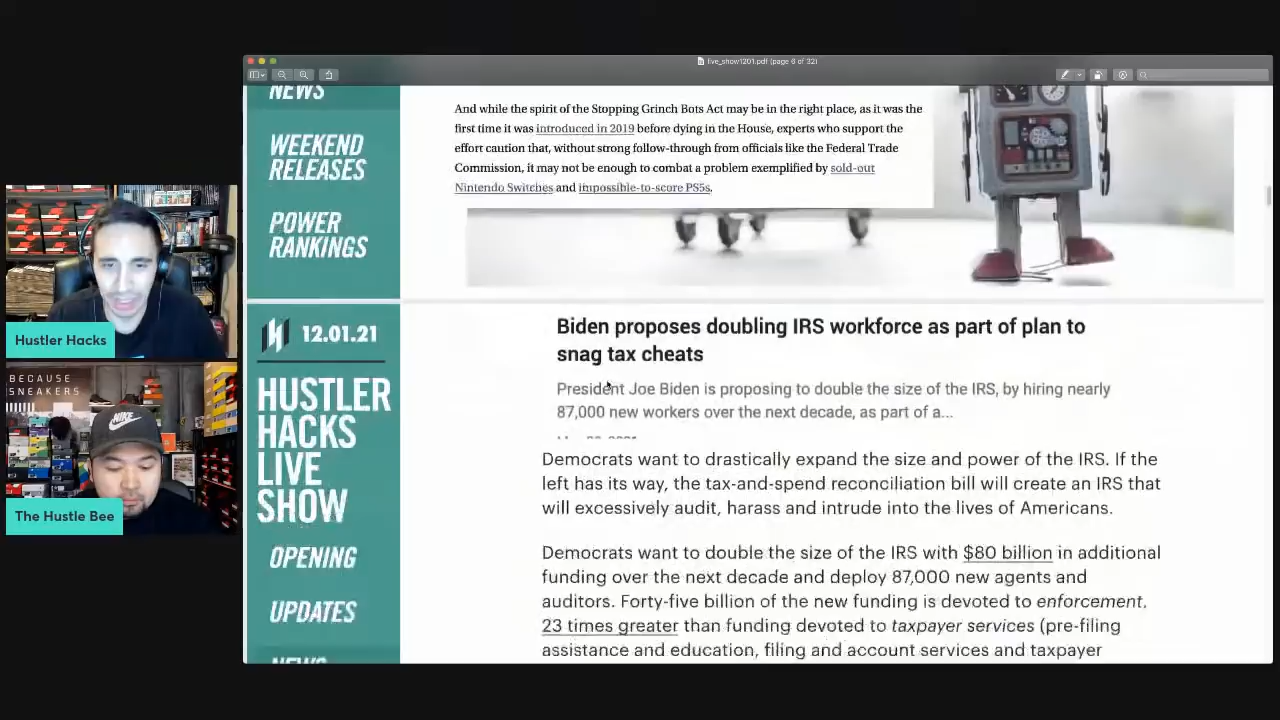 live_show1201.pdf (page 6 of 32)
NEWS
WEEKEND
RELEASES
POWER
RANKINGS
And while the spirit of the Stopping Grinch Bots Act may be in the right place, as it was the
first time it was introduced in 2019 before dying in the House, experts who support the
effort caution that, without strong follow-through from officials like the Federal Trade
Commission, it may not be enough to combat a problem exemplified by sold-out
Nintendo Switches and impossible-to-score PS5s.
12.01.21
HUSTLER
HACKS
LIVE
SHOW
OPENING
UPDATES
NEWS
Biden proposes doubling IRS workforce as part of plan to
snag tax cheats
President Joe Biden is proposing to double the size of the IRS, by hiring nearly
87,000 new workers over the next decade, as part of a...
Democrats want to drastically expand the size and power of the IRS. If the
left has its way, the tax-and-spend reconciliation bill will create an IRS that
will excessively audit, harass and intrude into the lives of Americans.
Democrats want to double the size of the IRS with $80 billion in additional
funding over the next decade and deploy 87,000 new agents and
auditors. Forty-five billion of the new funding is devoted to enforcement,
23 times greater than funding devoted to taxpayer services (pre-filing
assistance and education, filing and account services and taxpayer
Hustler Hacks
BECAUSE
SNEAKERS
NIKE
The Hustle Bee